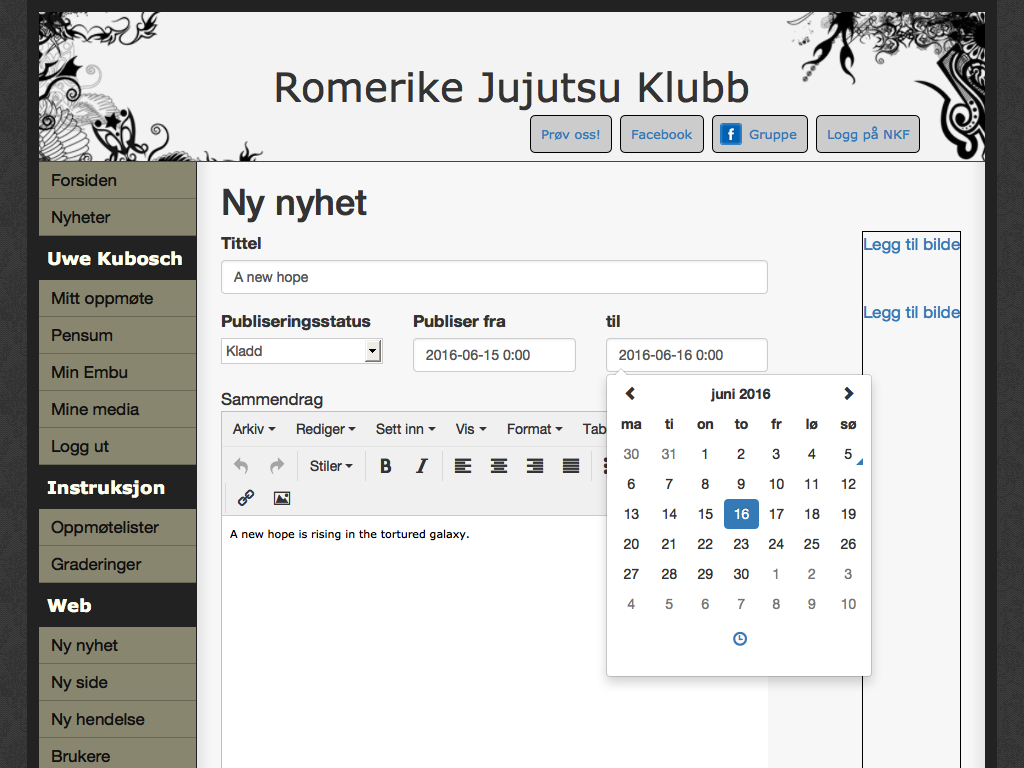 Romerike Jujutsu Klubb
Prøv oss! Facebook f Gruppe Logg på NKF
Forsiden
Nyheter
Uwe Kubosch
Mitt oppmøte
Pensum
Min Embu
Mine media
Logg ut
Instruksjon
Oppmøtelister
Graderinger
Web
Ny nyhet
Ny side
Ny hendelse
Brukere
Ny nyhet
Tittel
A new hope
Publiseringsstatus Publiser fra til
Kladd 2016-06-15 0:00 2016-06-16 0:00
Sammendrag
Arkiv Rediger Sett inn Vis Format Tab
Stiler B I
A new hope is rising in the tortured galaxy.
juni 2016
ma ti on to fr lø sø
30 31 1 2 3 4 5
6 7 8 9 10 11 12
13 14 15 16 17 18 19
20 21 22 23 24 25 26
27 28 29 30 1 2 3
4 5 6 7 8 9 10
Legg til bilde
Legg til bilde